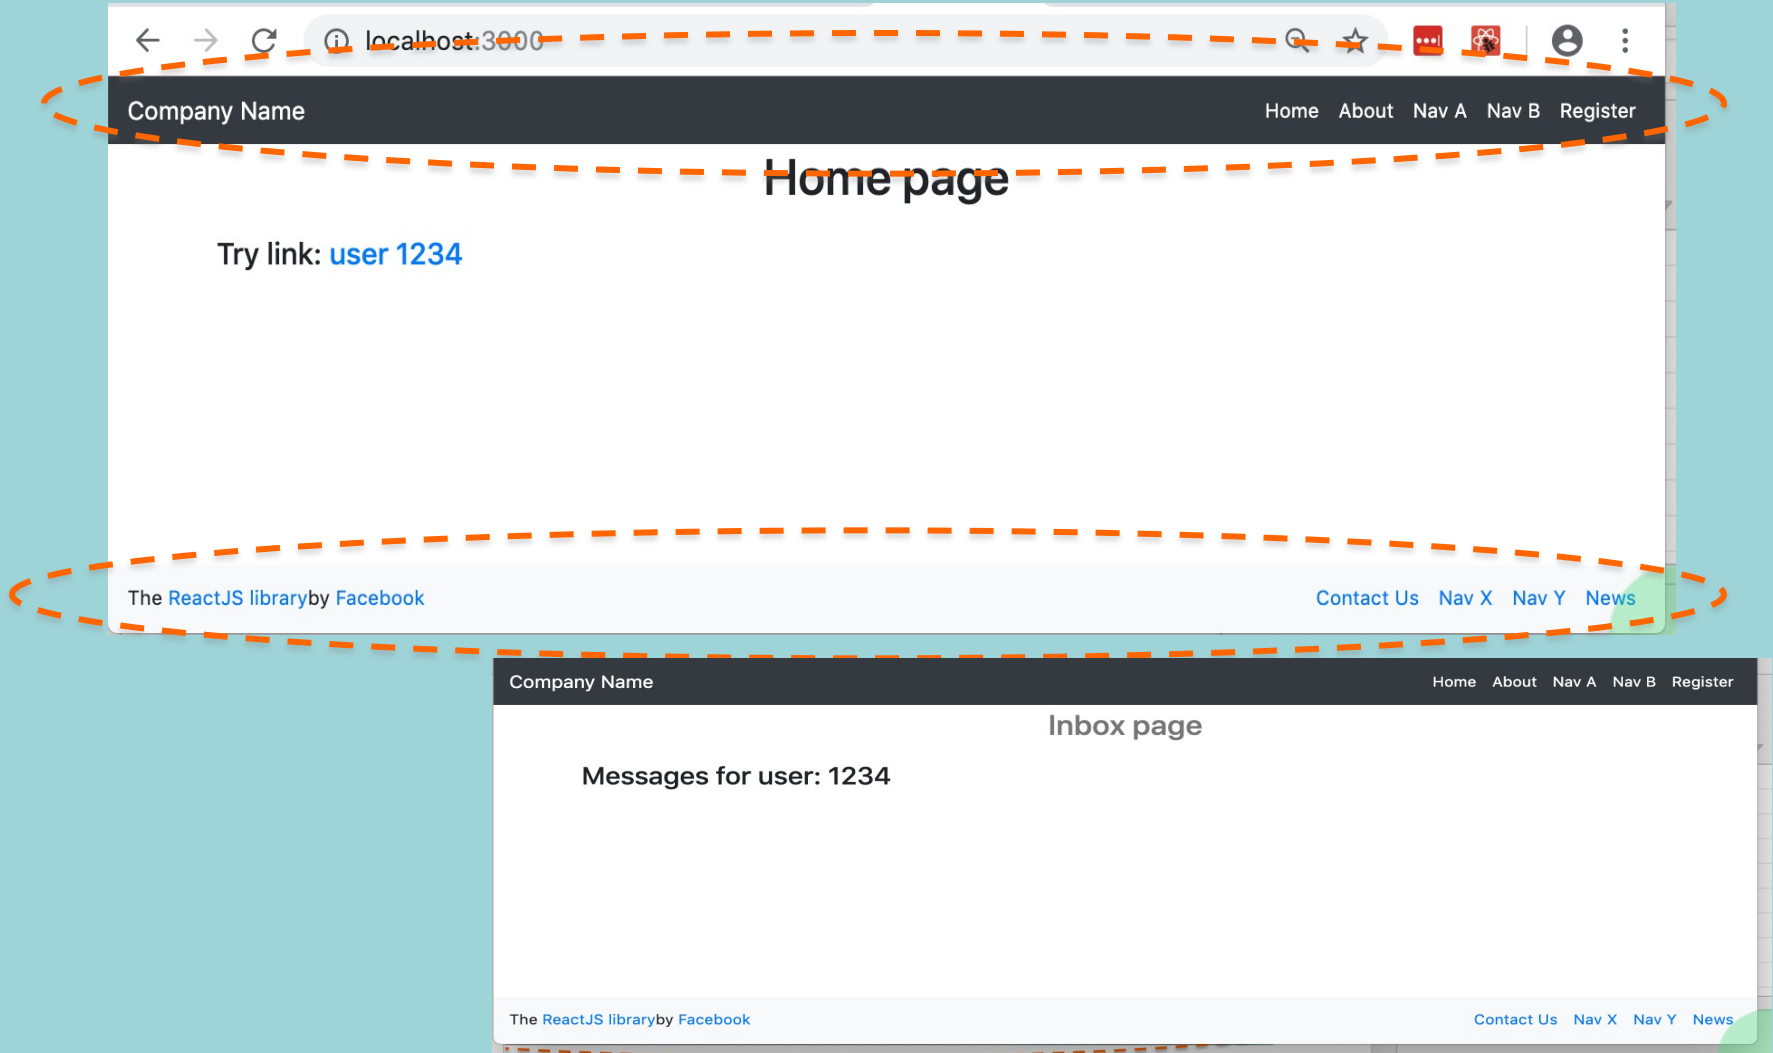 localhost:3000
Company Name Home About Nav A Nav B Register
Home page
Try link: user 1234
The ReactJS libraryby Facebook Contact Us Nav X Nav Y News
Company Name Home About Nav A Nav B Register
Inbox page
Messages for user: 1234
The ReactJS libraryby Facebook Contact Us Nav X Nav Y News